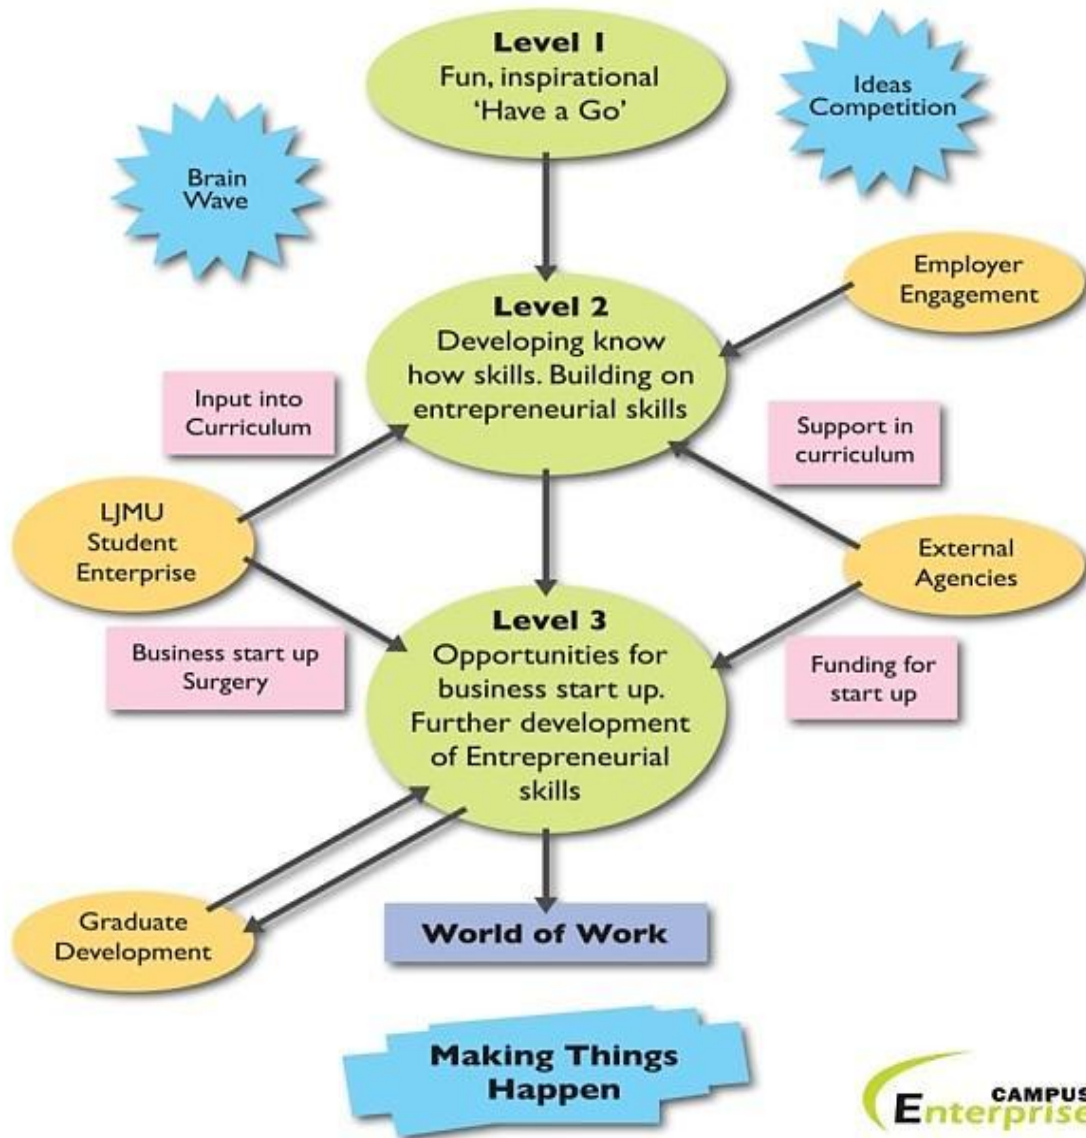 Level 1
Fun, inspirational
‘Have a Go’
Ideas
Competition
Brain
Wave
Employer
Engagement
Level 2
Developing know
how skills. Building on
entrepreneurial skills
Input into
Curriculum
Support in
curriculum
LJMU
Student
Enterprise
External
Agencies
Level 3
Opportunities for
business start up.
Further development
of Entrepreneurial
skills
Business start up
Surgery
Funding for
start up
Graduate
Development
World of Work
Making Things
Happen
CAMPUS
Enterprise